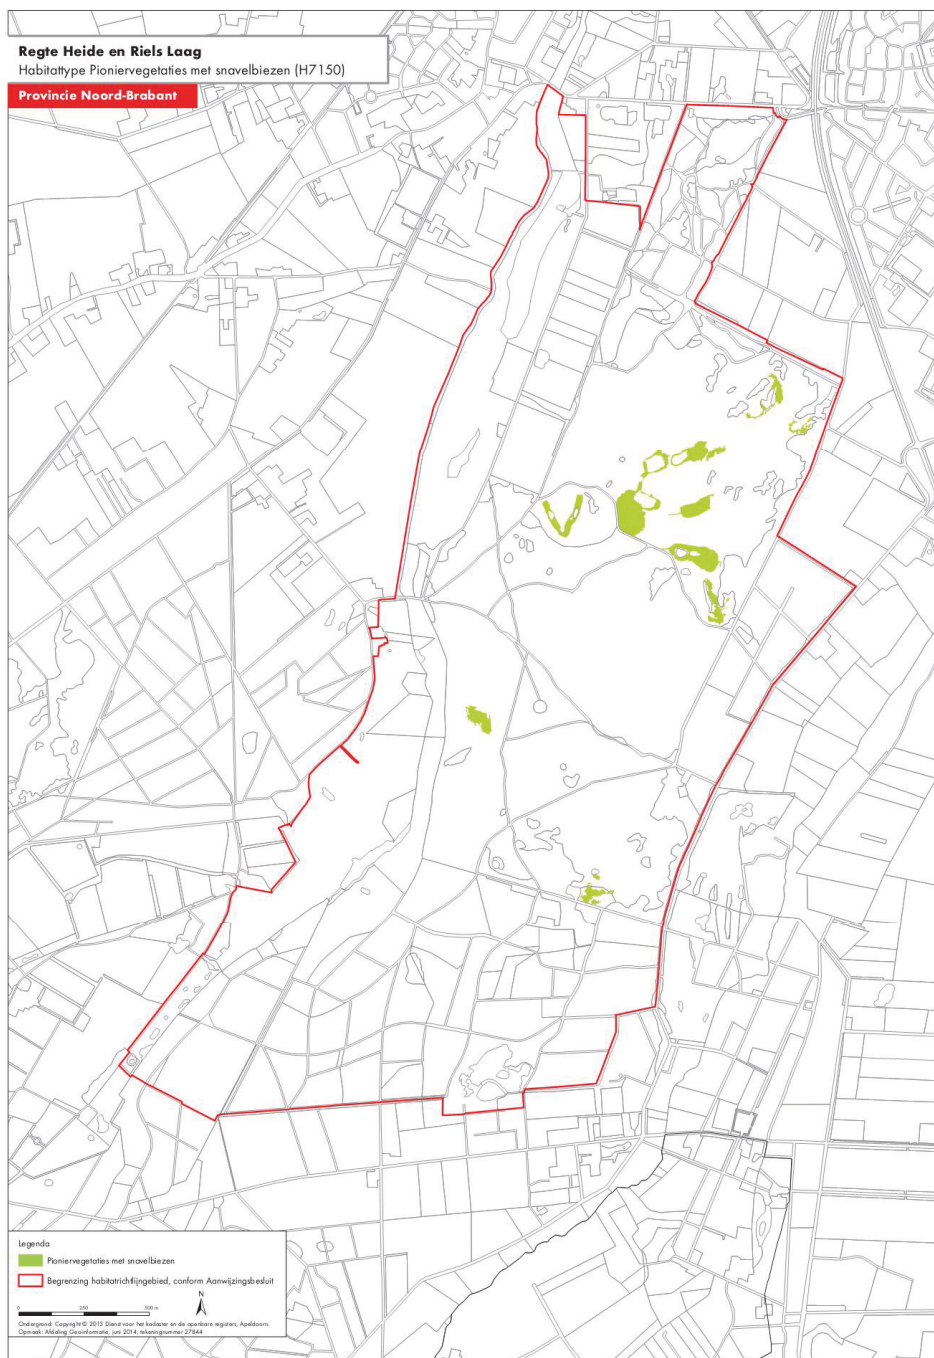 Regte Heide en Riels Laag
Habitattype Pioniervegetaties met snavelbiezen (H7150)
Provincie Noord-Brabant
Legenda
Pioniervegetaties met snavelbiezen
Begrenzing habitatrichtlijngebied, conform Aanwijzingsbesluit
N
0 250 500 m
Ondergrond: Copyright © 2013 Dienst voor het kadaster en de openbare registers, Apeldoorn.
Opmaak: Afdeling Geo-informatie, juni 2014, tekeningnummer 27844